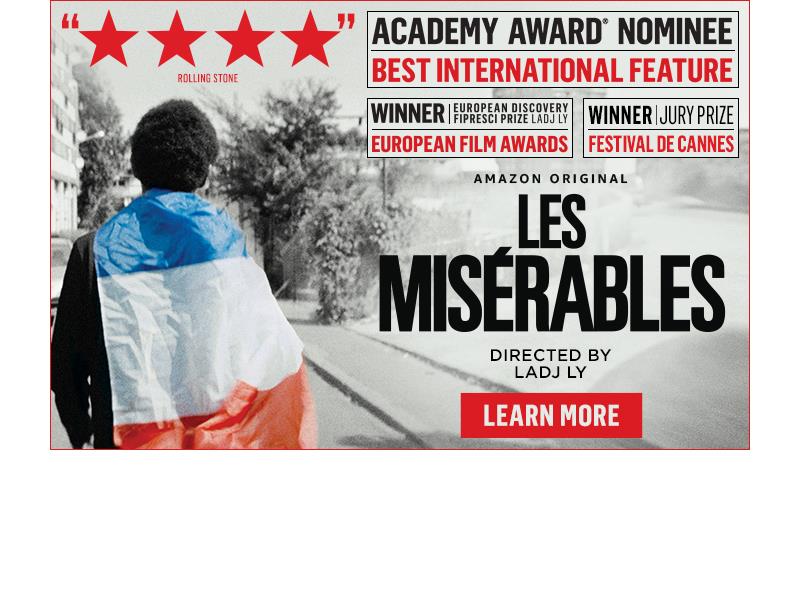 “ ”
ROLLING STONE
ACADEMY AWARD® NOMINEE
BEST INTERNATIONAL FEATURE
WINNER
EUROPEAN DISCOVERY
FIPRESCI PRIZE LADJ LY
EUROPEAN FILM AWARDS
WINNER JURY PRIZE
FESTIVAL DE CANNES
AMAZON ORIGINAL
LES
MISÉRABLES
DIRECTED BY
LADJ LY
LEARN MORE